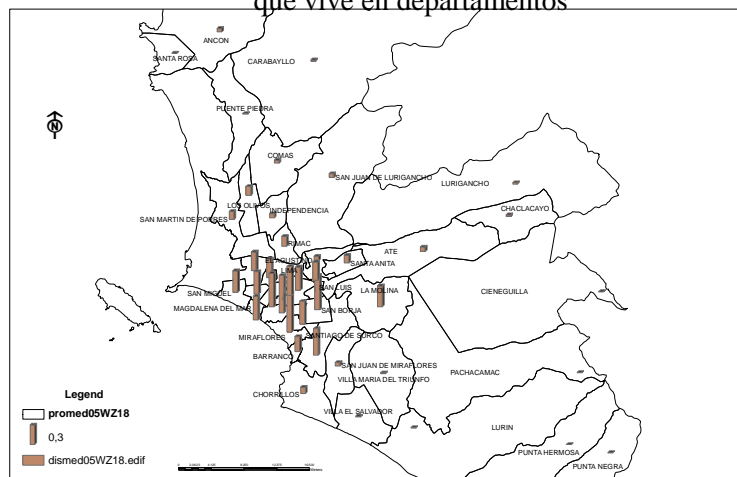 que vive en departamentos
ANCON
SANTA ROSA
CARABAYLLO
PUENTE PIEDRA
N
COMAS
SAN JUAN DE LURIGANCHO
LURIGANCHO
LOS OLIVOS
CHACLACAYO
SAN MARTIN DE PORRES
INDEPENDENCIA
RIMAC
ATE
EL AGUSTINO
SANTA ANITA
LIMA
SAN MIGUEL
SAN LUIS
LA MOLINA
CIENEGUILLA
MAGDALENA DEL MAR
SAN BORJA
MIRAFLORES
SANTIAGO DE SURCO
BARRANCO
SAN JUAN DE MIRAFLORES
PACHACAMAC
VILLA MARIA DEL TRIUNFO
CHORRILLOS
Legend
promed05WZ18
VILLA EL SALVADOR
LURIN
0,3
PUNTA HERMOSA
dismed05WZ18.edif
PUNTA NEGRA